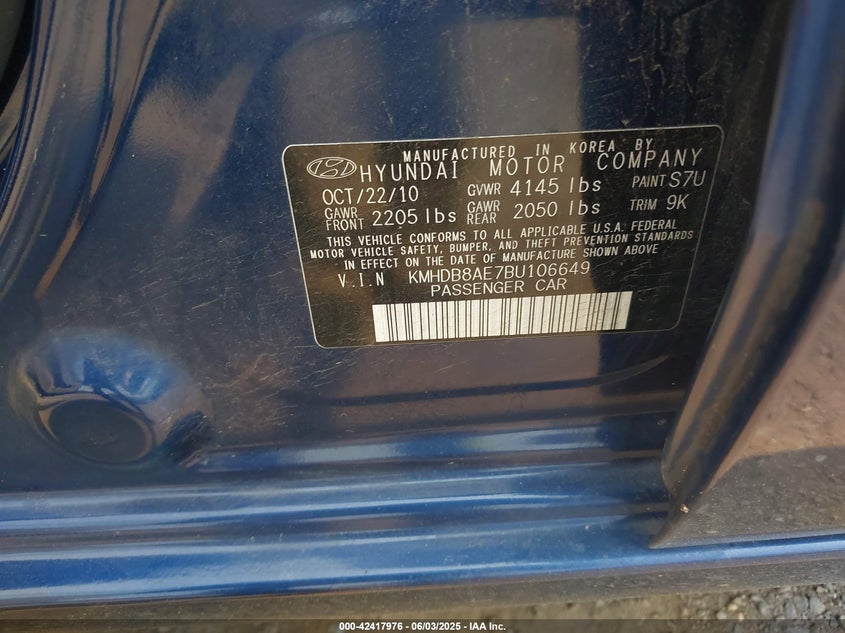 MANUFACTURED IN KOREA BY
HYUNDAI MOTOR COMPANY
OCT/22/10 GVWR 4145 lbs PAINT S7U
GAWR FRONT 2205 lbs GAWR REAR 2050 lbs TRIM 9K
THIS VEHICLE CONFORMS TO ALL APPLICABLE U.S.A. FEDERAL
MOTOR VEHICLE SAFETY, BUMPER, AND THEFT PREVENTION STANDARDS
IN EFFECT ON THE DATE OF MANUFACTURE SHOWN ABOVE
V.I.N KMHDB8AE7BU106649
PASSENGER CAR
000-42417976 - 06/03/2025 - IAA Inc.